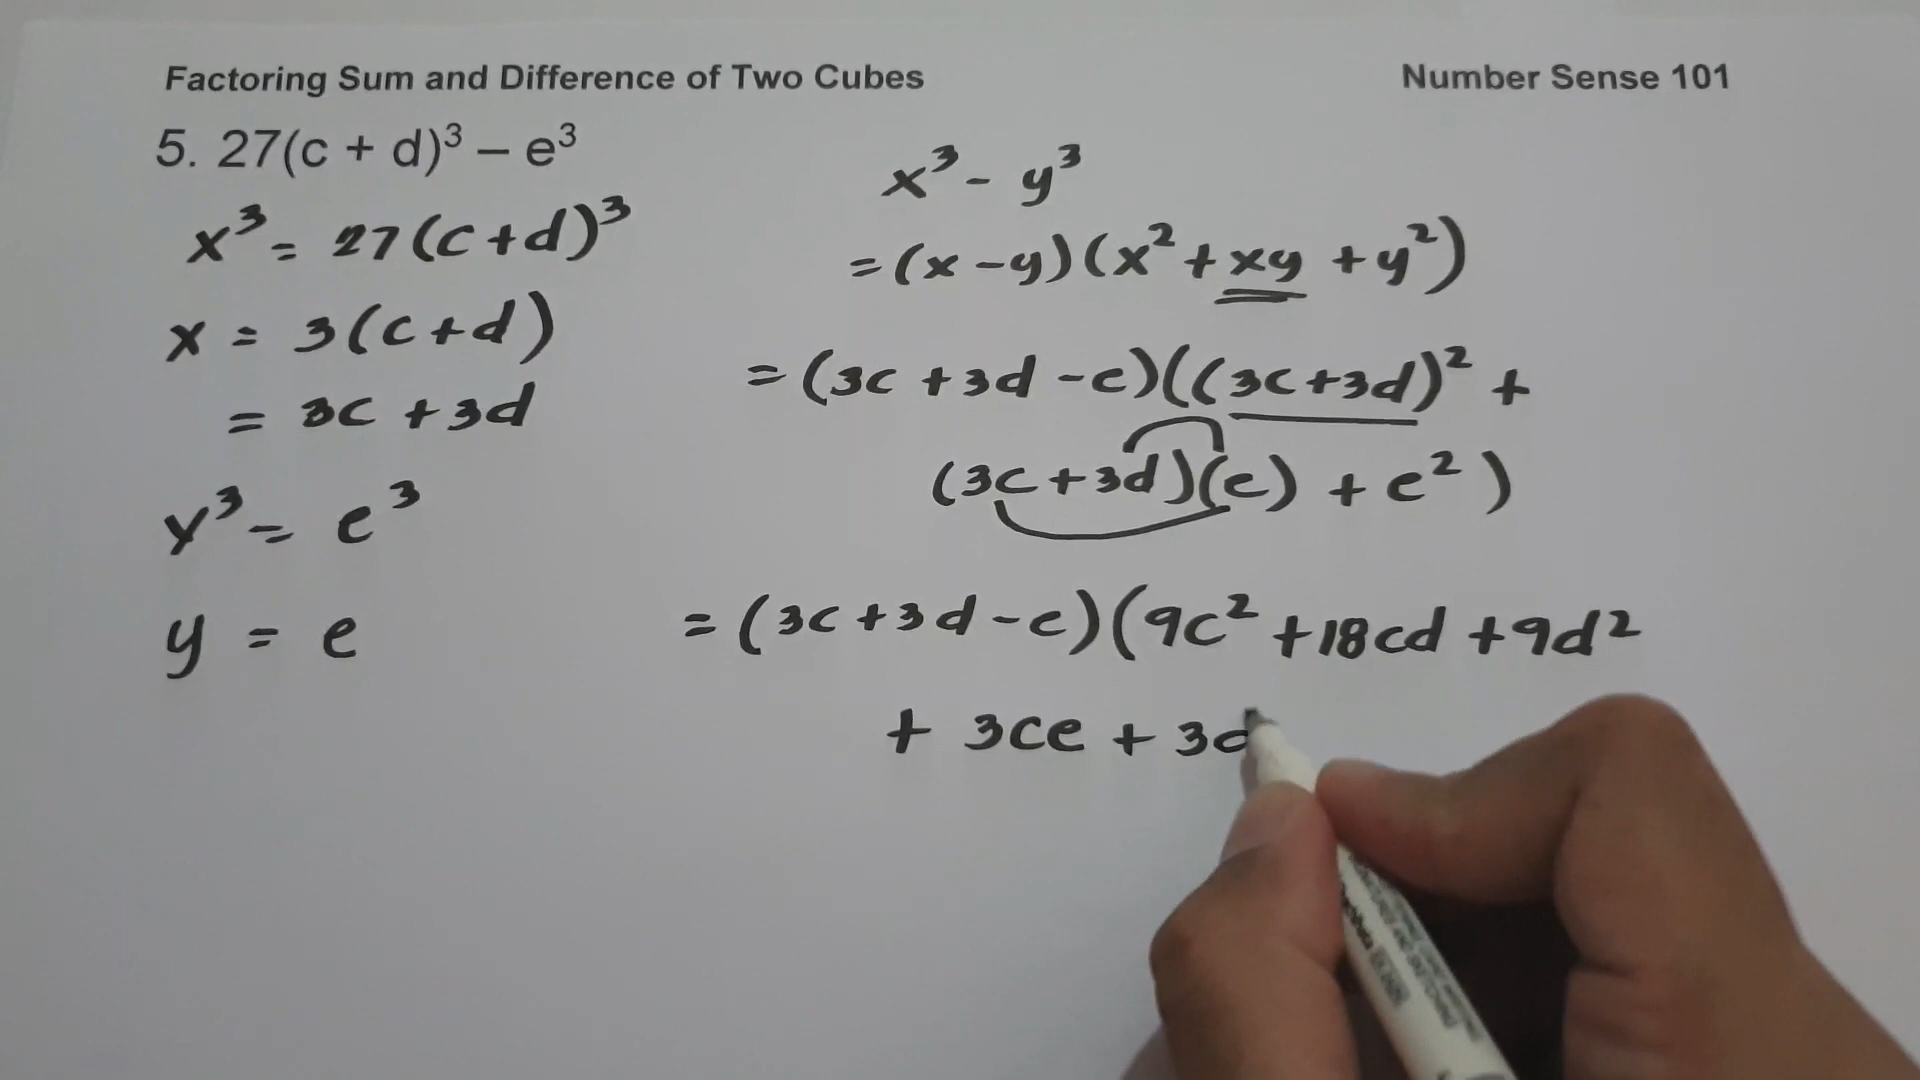 Factoring Sum and Difference of Two Cubes
Number Sense 101
5. 27(c + d)³ – e³
x³ = 27(c+d)³
x = 3(c+d)
= 3c + 3d
y³ = e³
y = e
x³ - y³
= (x - y)(x² + xy + y²)
= (3c + 3d - e)((3c + 3d)² +
(3c + 3d)(e) + e²)
= (3c + 3d - e)(9c² + 18cd + 9d²
+ 3ce + 3d